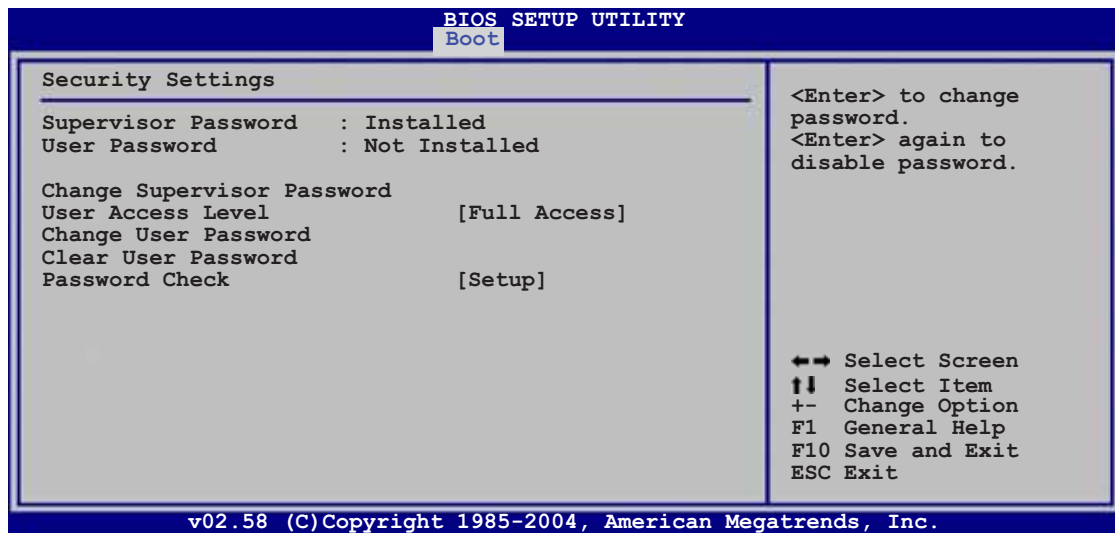 BIOS SETUP UTILITY
Boot
Security Settings
Supervisor Password : Installed
User Password : Not Installed
Change Supervisor Password
User Access Level [Full Access]
Change User Password
Clear User Password
Password Check [Setup]
<Enter> to change
password.
<Enter> again to
disable password.
←→ Select Screen
↑↓ Select Item
+- Change Option
F1 General Help
F10 Save and Exit
ESC Exit
v02.58 (C)Copyright 1985-2004, American Megatrends, Inc.